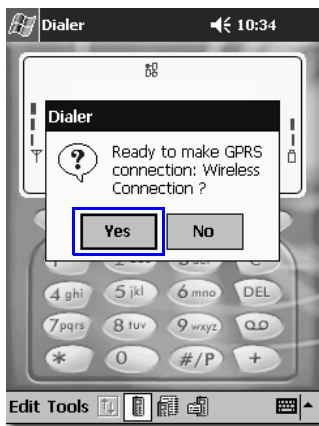 Dialer 10:34
Dialer
Ready to make GPRS
connection: Wireless
Connection ?
Yes No
4 ghi 5 jkl 6 mno DEL
7pqrs 8 tuv 9 wxyz
* 0 #/P +
Edit Tools